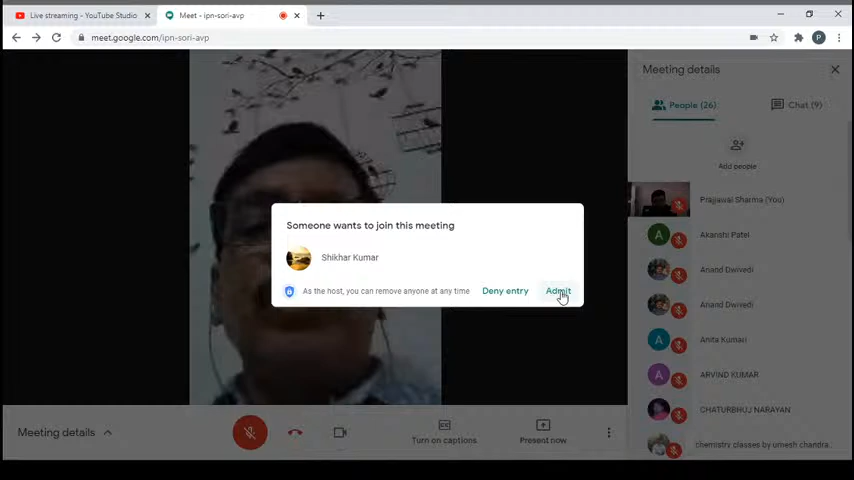 Live streaming - YouTube Studio
Meet - ipn-sori-avp
meet.google.com/ipn-sori-avp
P
Meeting details
People (26)
Chat (9)
Add people
Prajjawal Sharma (You)
A
Akanshi Patel
Anand Dwivedi
Anand Dwivedi
A
Anita Kumari
A
ARVIND KUMAR
CHATURBHUJ NARAYAN
chemistry classes by umesh chandra...
Someone wants to join this meeting
Shikhar Kumar
As the host, you can remove anyone at any time
Deny entry
Admit
Meeting details
Turn on captions
Present now